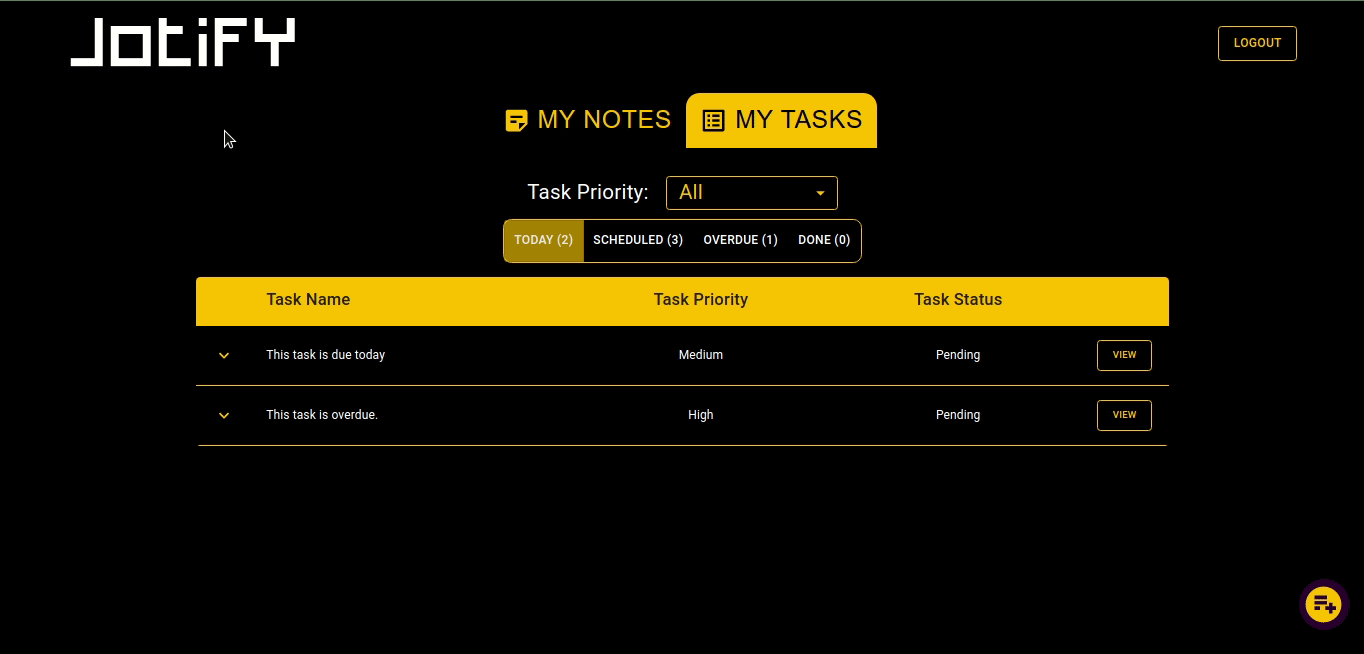 JOtiFY
LOGOUT
MY NOTES MY TASKS
Task Priority: All
TODAY (2) SCHEDULED (3) OVERDUE (1) DONE (0)
Task Name Task Priority Task Status
This task is due today Medium Pending VIEW
This task is overdue. High Pending VIEW